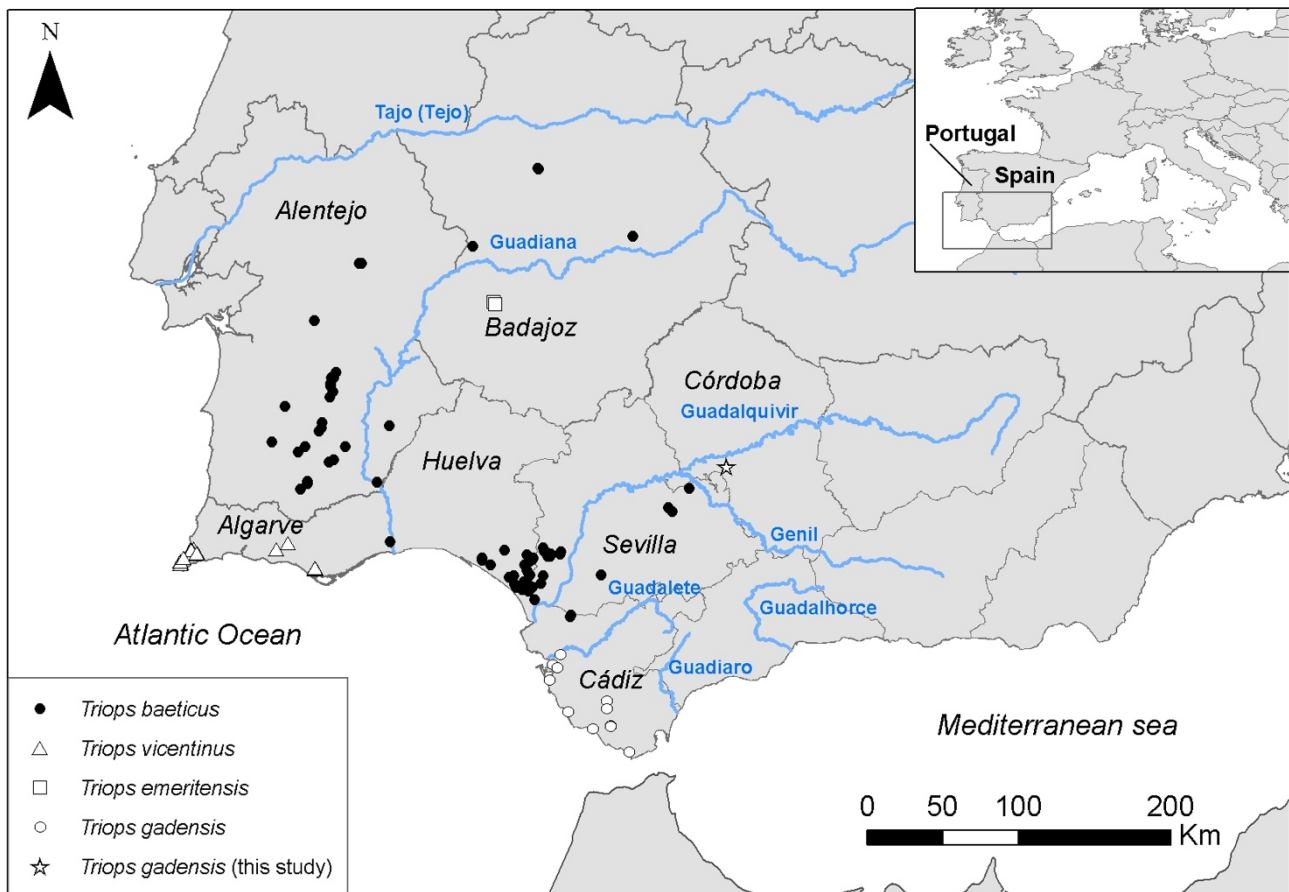 N
Tajo (Tejo)
Portugal
Spain
Alentejo
Guadiana
Badajoz
Córdoba
Guadalquivir
Huelva
Algarve
Sevilla
Genil
Guadalete
Guadalhorce
Atlantic Ocean
Guadiaro
Cádiz
Mediterranean sea
Triops baeticus
Triops vicentinus
Triops emeritensis
Triops gadensis
Triops gadensis (this study)
0 50 100 200
Km